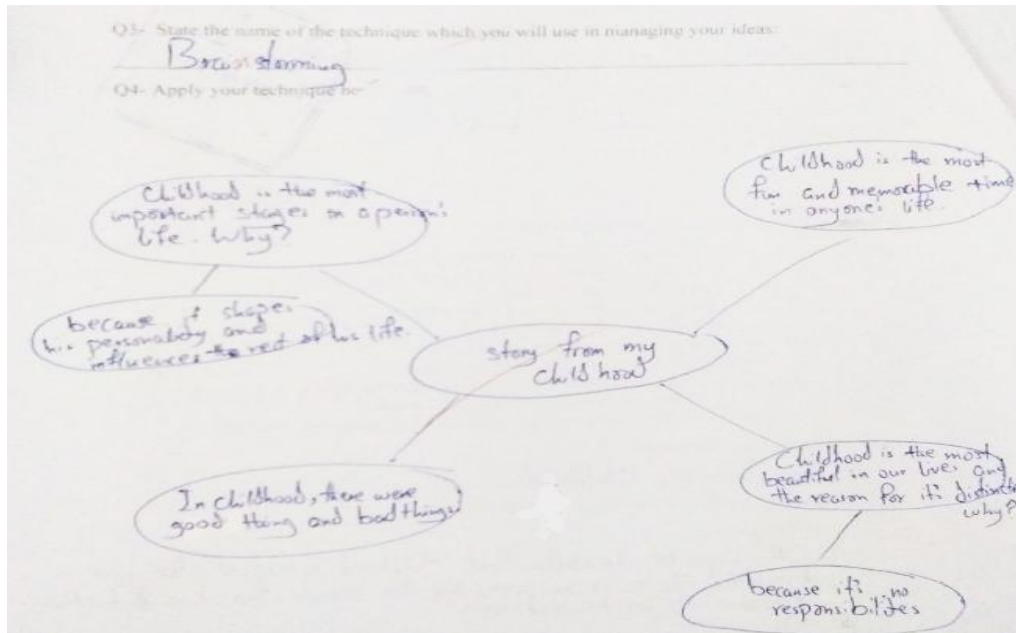 Q3- State the name of the technique which you will use in managing your ideas:
Brainstorming
Q4- Apply your technique he
Childhood is the most
important stages in a person's
life. Why?
because it shapes
his personality and
influences the rest of his life.
Childhood is the most
fun and memorable time
in anyone's life.
story from my
childhood
In childhood, there were
good thing and bad things
Childhood is the most
beautiful in our lives and
the reason for it's distinct
why?
because it's no
responsibilites